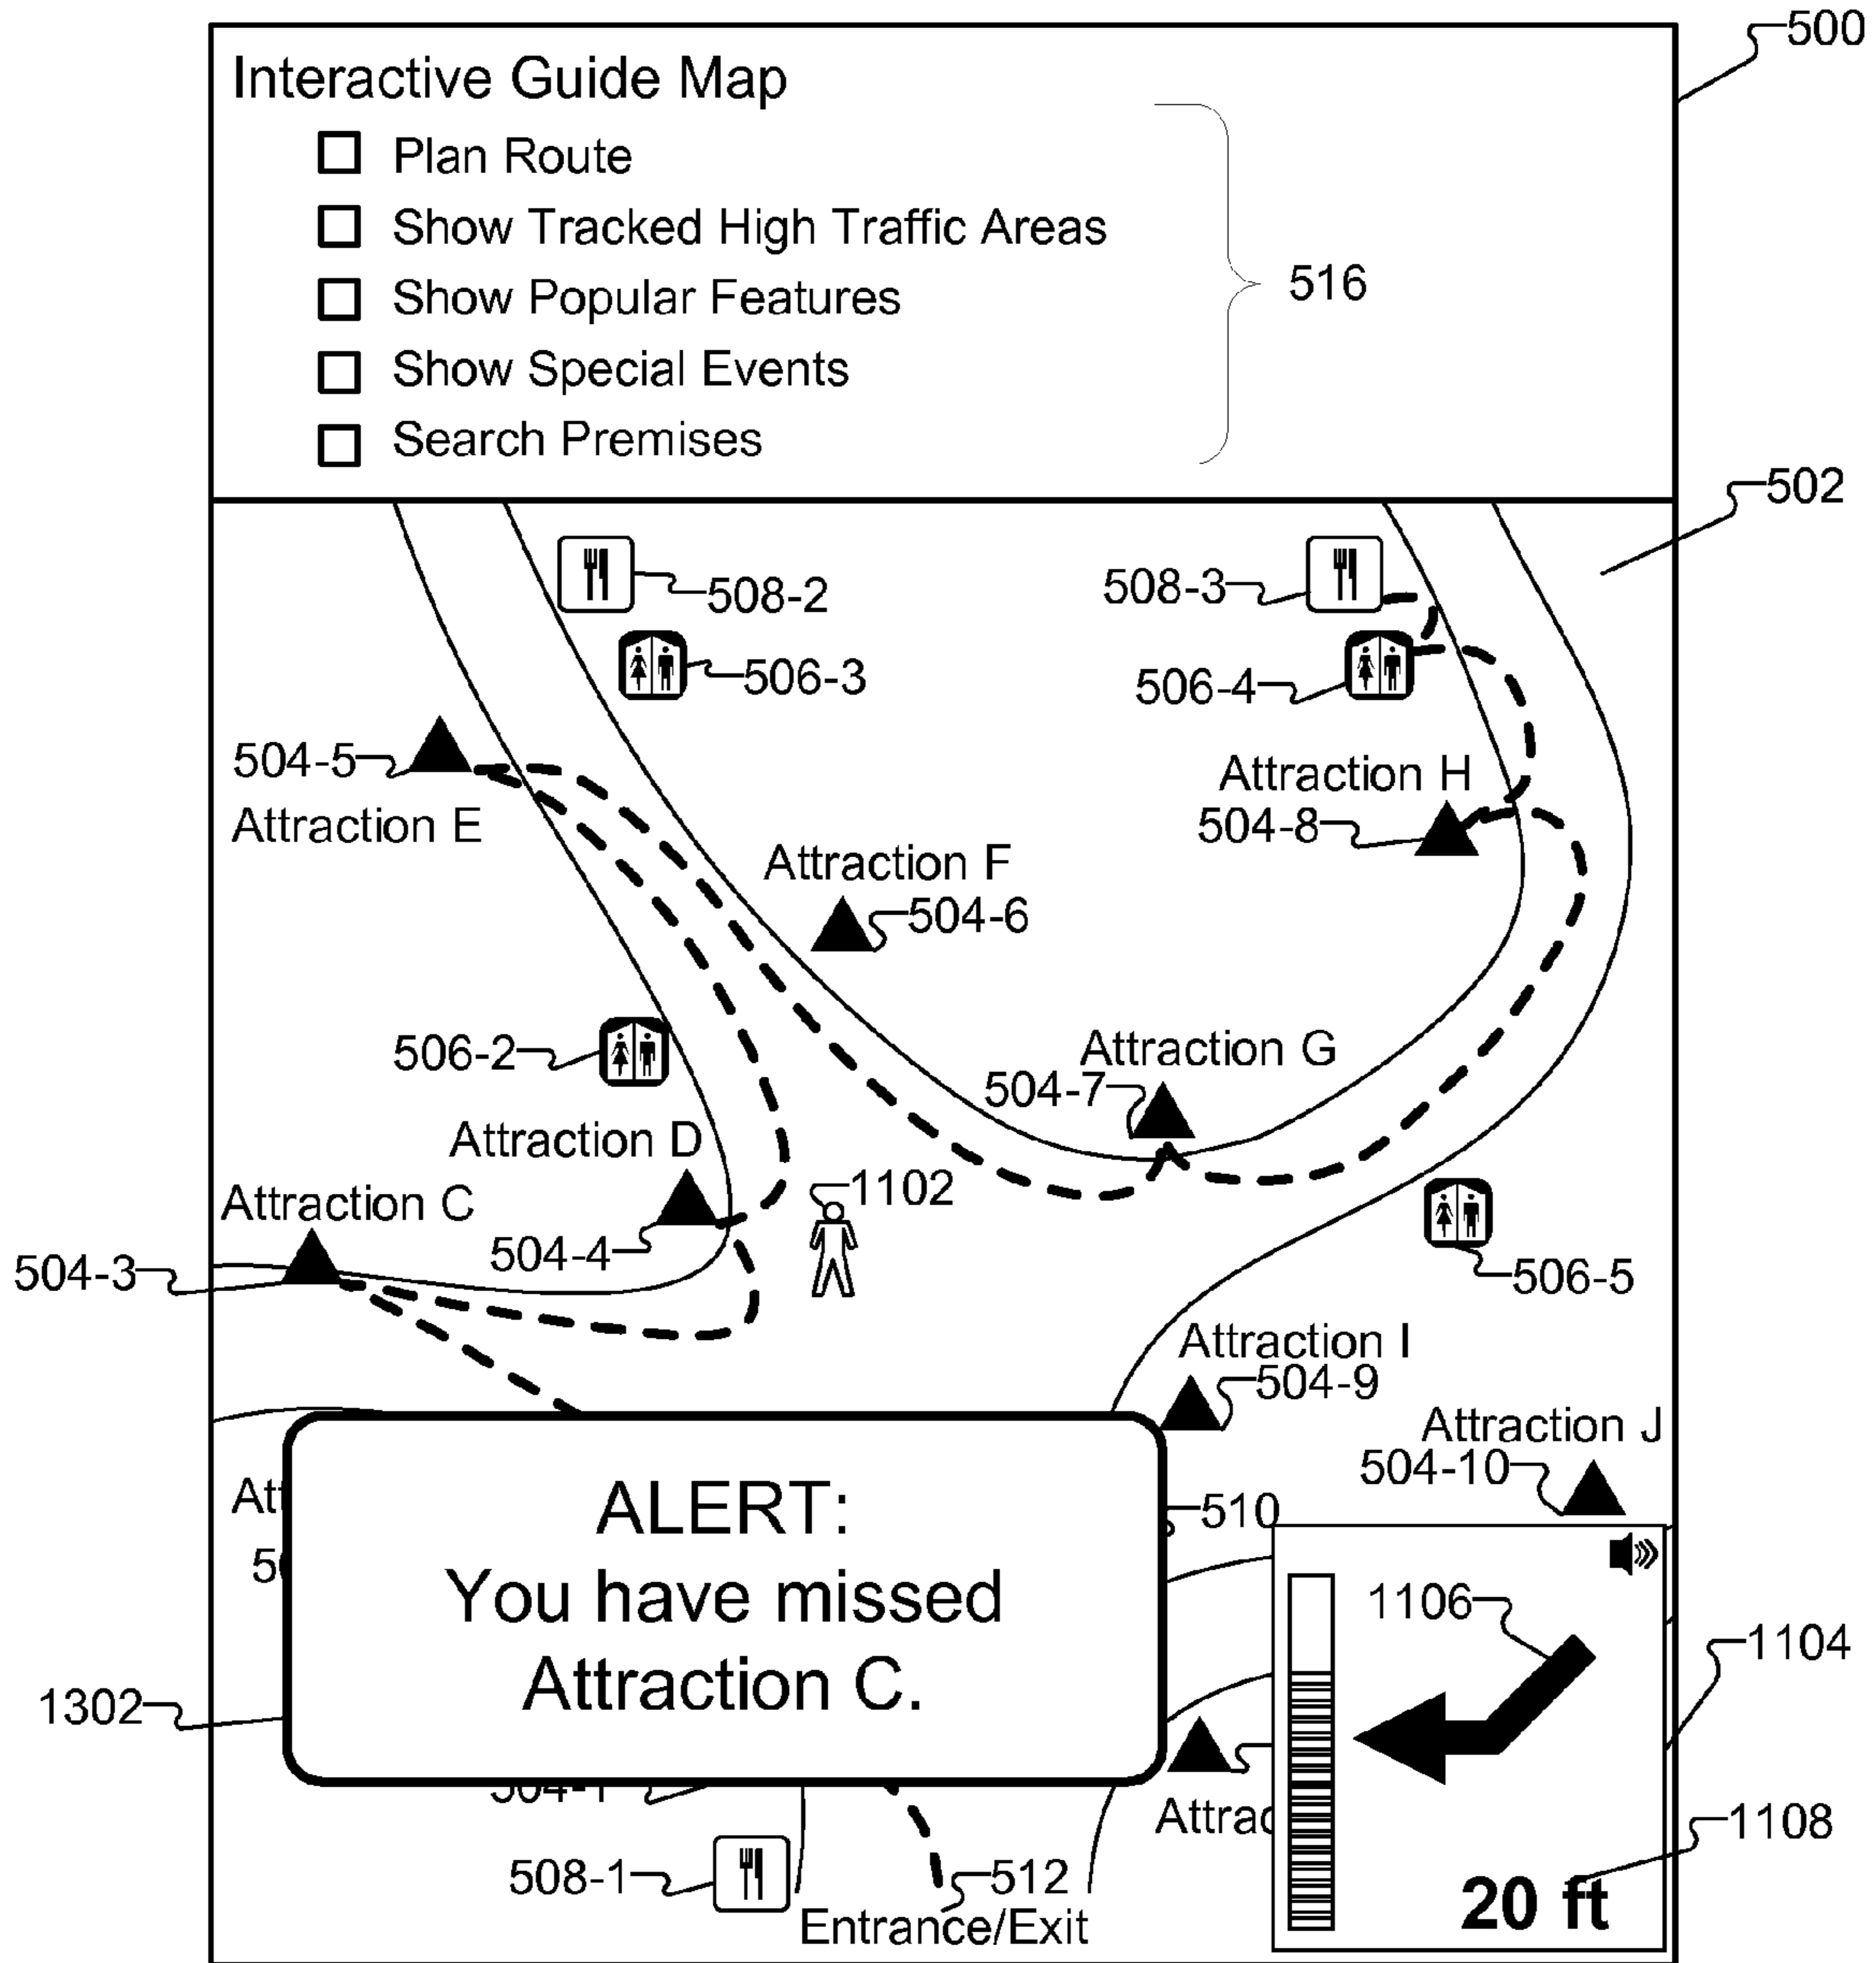 500
Interactive Guide Map
Plan Route
Show Tracked High Traffic Areas
Show Popular Features
Show Special Events
Search Premises
516
502
508-2
508-3
506-3
506-4
504-5
Attraction E
Attraction H
504-8
Attraction F
504-6
506-2
Attraction G
504-7
Attraction D
1102
Attraction C
504-4
504-3
506-5
Attraction I
504-9
Attraction J
504-10
ALERT:
You have missed
Attraction C.
510
1106
1104
1302
1108
508-1
512
Entrance/Exit
20 ft